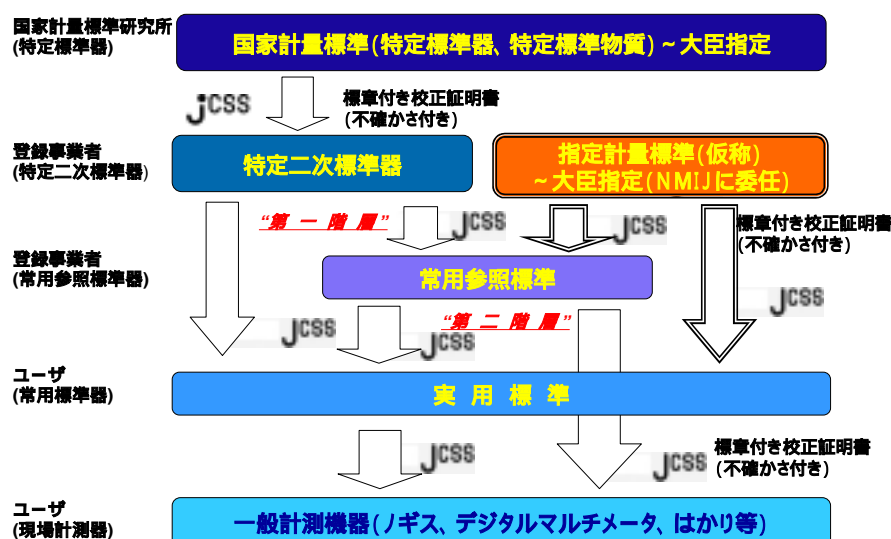 国家計量標準研究所
(特定標準器)
国家計量標準(特定標準器、特定標準物質)~大臣指定
jCSS
標章付き校正証明書
(不確かさ付き)
登録事業者
(特定二次標準器)
特定二次標準器
指定計量標準(仮称)
~大臣指定(NMIJに委任)
“第一階層”
JCSS
JCSS
標章付き校正証明書
(不確かさ付き)
登録事業者
(常用参照標準器)
常用参照標準
JCSS
“第二階層”
JCSS
JCSS
ユーザ
(常用標準器)
実用標準
JCSS
標章付き校正証明書
JCSS
(不確かさ付き)
ユーザ
(現場計測器)
一般計測機器(ノギス、デジタルマルチメータ、はかり等)